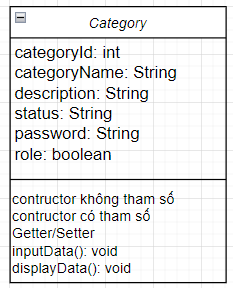 Category
categoryId: int
categoryName: String
description: String
status: String
password: String
role: boolean
contructor không tham số
contructor có tham số
Getter/Setter
inputData(): void
displayData(): void